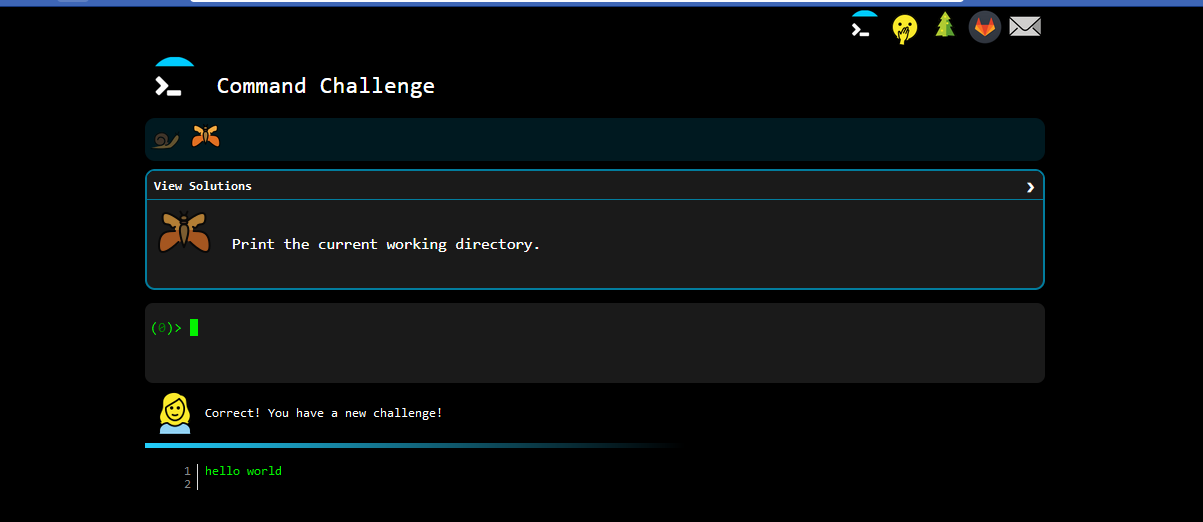 Command Challenge
View Solutions
Print the current working directory.
(0)>
Correct! You have a new challenge!
1 hello world
2